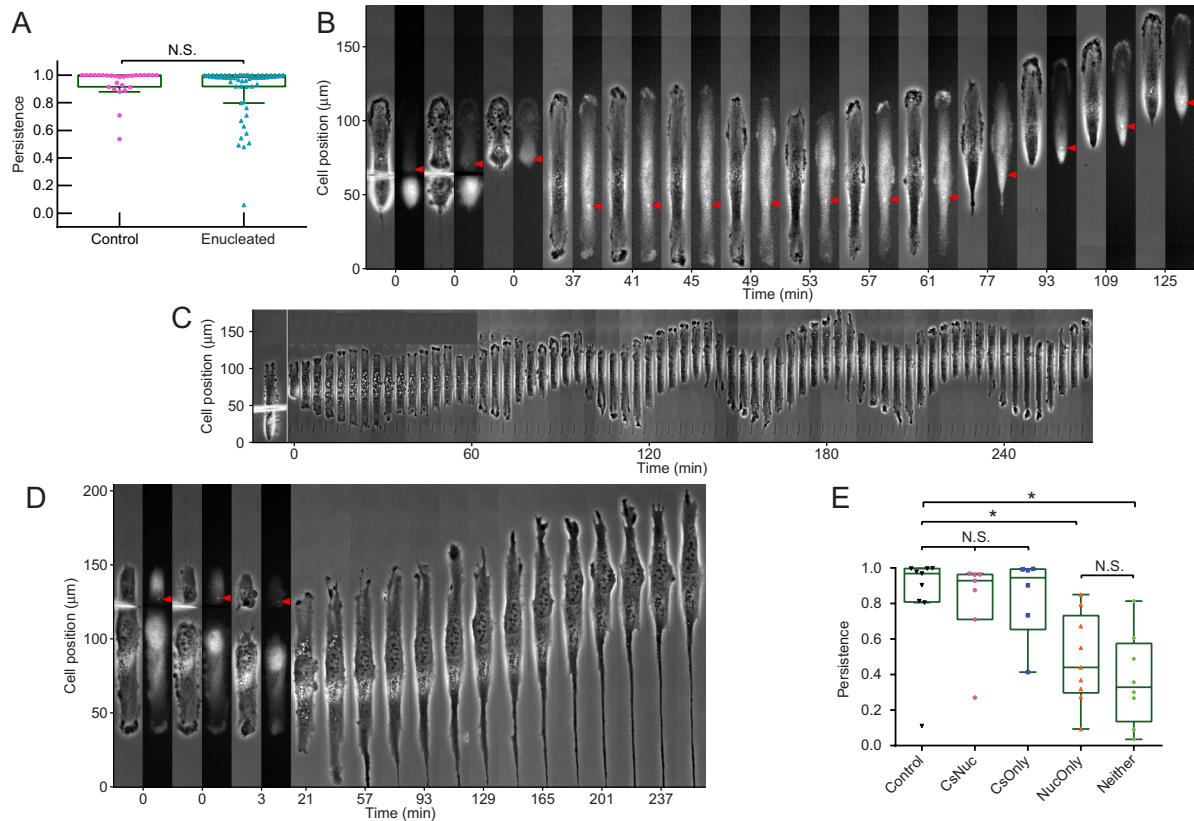 A
N.S.
1.0
0.8
0.6
0.4
0.2
0.0
Persistence
Control Enucleated
B
150
100
50
0
Cell position (µm)
0 0 0 37 41 45 49 53 57 61 77 93 109 125
Time (min)
C
150
100
50
0
Cell position (µm)
0 60 120 180 240
Time (min)
D
200
150
100
50
0
Cell position (µm)
0 0 3 21 57 93 129 165 201 237
Time (min)
E
*
*
N.S.
N.S.
1.0
0.8
0.6
0.4
0.2
0.0
Persistence
Control CsNuc CsOnly NucOnly Neither